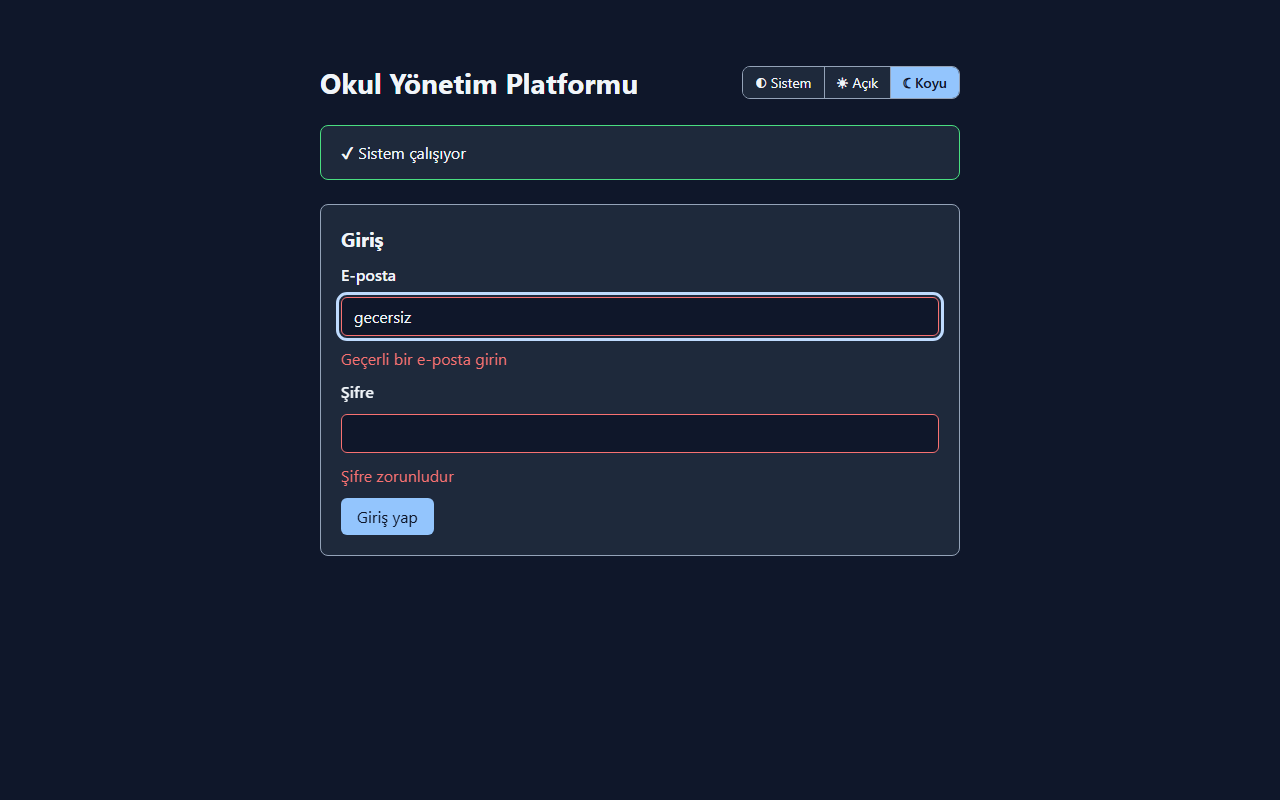 Okul Yönetim Platformu
◐ Sistem ☀ Açık ☾ Koyu
✔ Sistem çalışıyor
Giriş
E-posta
gecersiz
Geçerli bir e-posta girin
Şifre
Şifre zorunludur
Giriş yap